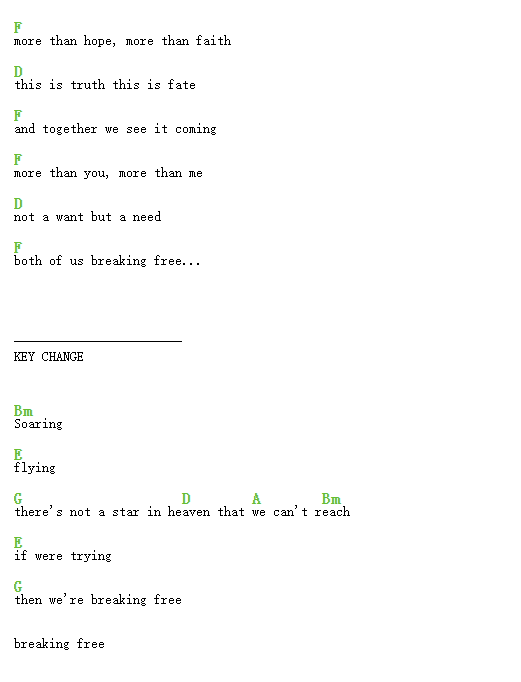 F
more than hope, more than faith
D
this is truth this is fate
F
and together we see it coming
F
more than you, more than me
D
not a want but a need
F
both of us breaking free...
________________________
KEY CHANGE
Bm
Soaring
E
flying
G D A Bm
there's not a star in heaven that we can't reach
E
if were trying
G
then we're breaking free
breaking free